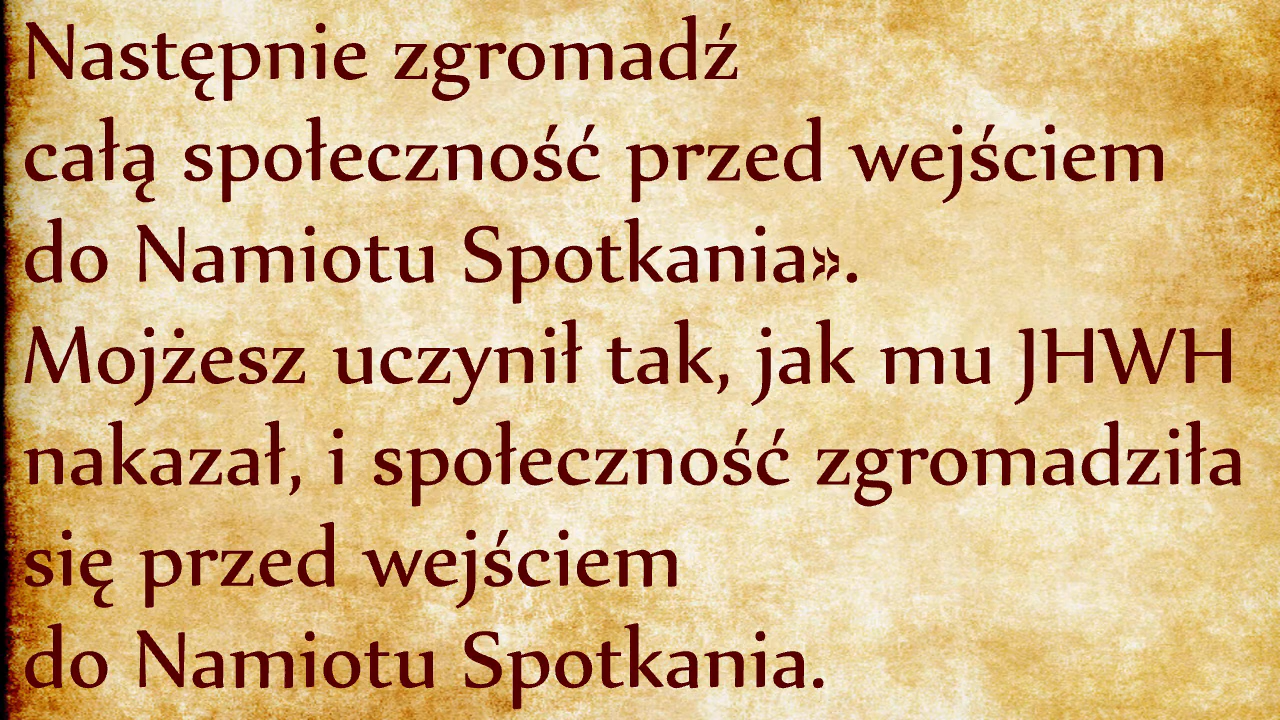 Następnie zgromadź
całą społeczność przed wejściem
do Namiotu Spotkania».
Mojżesz uczynił tak, jak mu JHWH
nakazał, i społeczność zgromadziła
się przed wejściem
do Namiotu Spotkania.